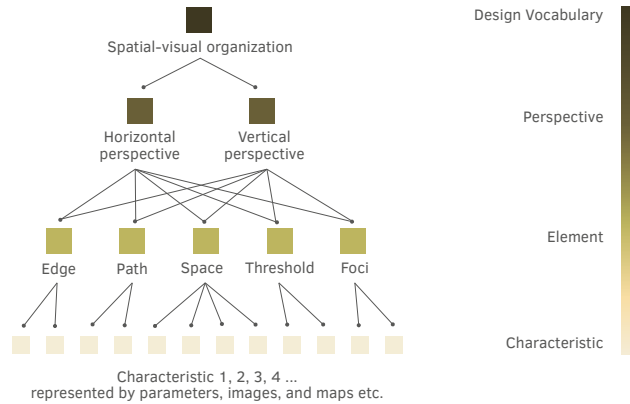 Design Vocabulary
Spatial-visual organization
Perspective
Horizontal
perspective
Vertical
perspective
Element
Edge
Path
Space
Threshold
Foci
Characteristic
Characteristic 1, 2, 3, 4 ...
represented by parameters, images, and maps etc.